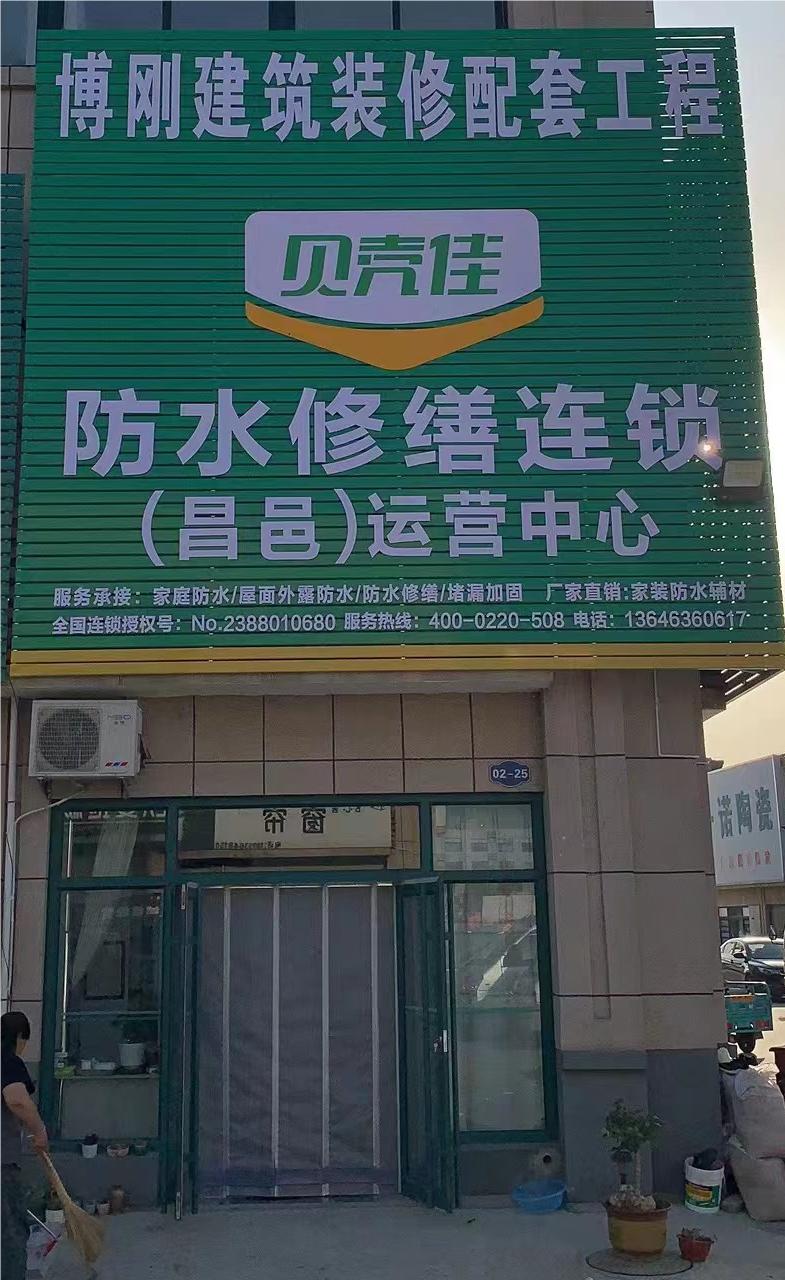 博刚建筑装修配套工程
贝壳佳
防水修缮连锁
(昌邑)运营中心
服务承接：家庭防水/屋面外露防水/防水修缮/堵漏加固 厂家直销:家装防水辅材
全国连锁授权号：No.2388010680 服务热线：400-0220-508 电话：13646360617
02-25
窗帘
诺陶瓷